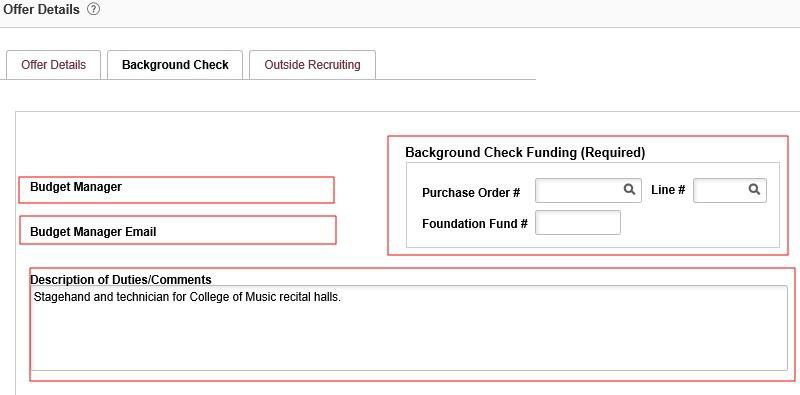 Offer Details ?
Offer Details Background Check Outside Recruiting
Background Check Funding (Required)
Budget Manager
Purchase Order # Line #
Foundation Fund #
Budget Manager Email
Description of Duties/Comments
Stagehand and technician for College of Music recital halls.